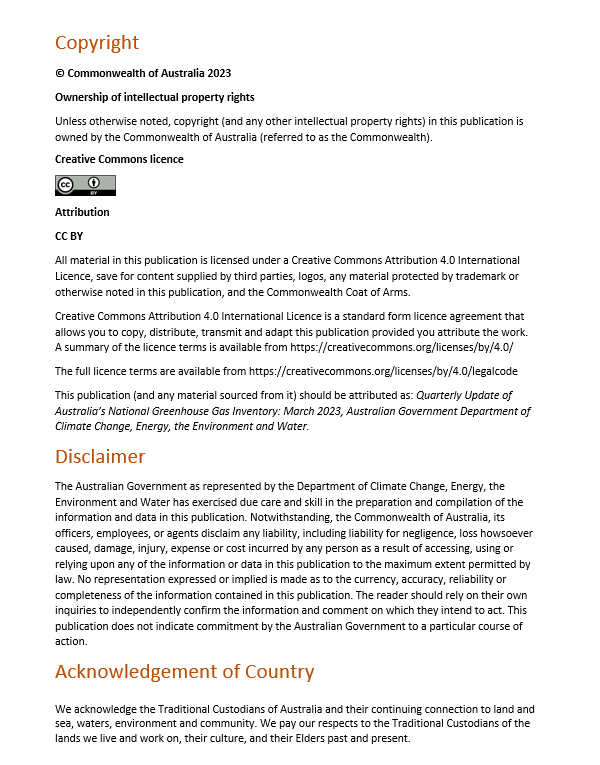 Copyright
© Commonwealth of Australia 2023
Ownership of intellectual property rights
Unless otherwise noted, copyright (and any other intellectual property rights) in this publication is
owned by the Commonwealth of Australia (referred to as the Commonwealth).
Creative Commons licence
cc
BY
Attribution
CC BY
All material in this publication is licensed under a Creative Commons Attribution 4.0 International
Licence, save for content supplied by third parties, logos, any material protected by trademark or
otherwise noted in this publication, and the Commonwealth Coat of Arms.
Creative Commons Attribution 4.0 International Licence is a standard form licence agreement that
allows you to copy, distribute, transmit and adapt this publication provided you attribute the work.
A summary of the licence terms is available from https://creativecommons.org/licenses/by/4.0/
The full licence terms are available from https://creativecommons.org/licenses/by/4.0/legalcode
This publication (and any material sourced from it) should be attributed as: Quarterly Update of
Australia's National Greenhouse Gas Inventory: March 2023, Australian Government Department of
Climate Change, Energy, the Environment and Water.
Disclaimer
The Australian Government as represented by the Department of Climate Change, Energy, the
Environment and Water has exercised due care and skill in the preparation and compilation of the
information and data in this publication. Notwithstanding, the Commonwealth of Australia, its
officers, employees, or agents disclaim any liability, including liability for negligence, loss howsoever
caused, damage, injury, expense or cost incurred by any person as a result of accessing, using or
relying upon any of the information or data in this publication to the maximum extent permitted by
law. No representation expressed or implied is made as to the currency, accuracy, reliability or
completeness of the information contained in this publication. The reader should rely on their own
inquiries to independently confirm the information and comment on which they intend to act. This
publication does not indicate commitment by the Australian Government to a particular course of
action.
Acknowledgement of Country
We acknowledge the Traditional Custodians of Australia and their continuing connection to land and
sea, waters, environment and community. We pay our respects to the Traditional Custodians of the
lands we live and work on, their culture, and their Elders past and present.